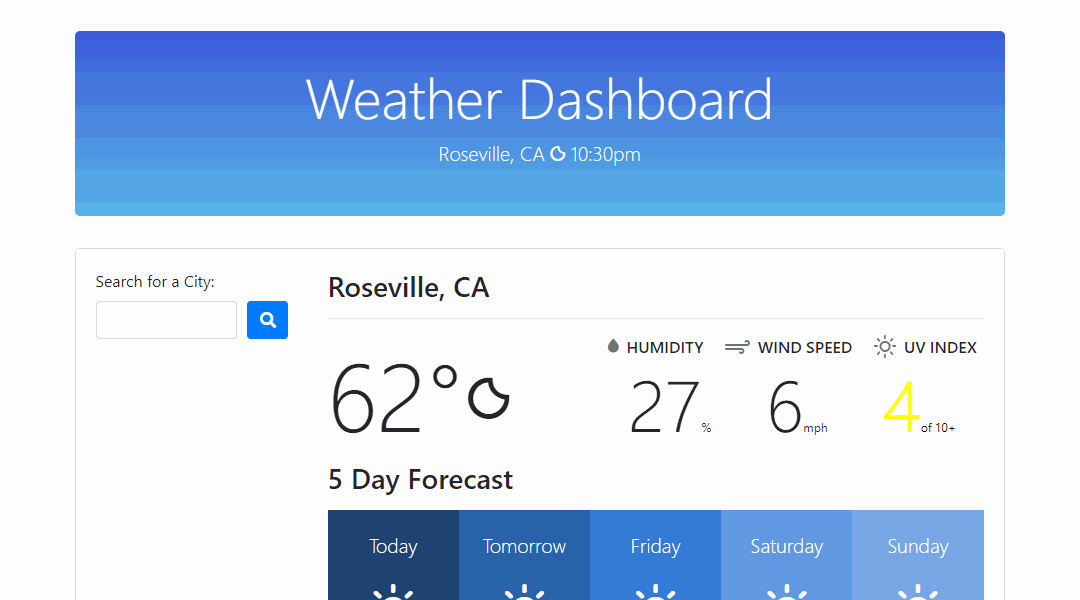 Weather Dashboard
Roseville, CA 10:30pm
Search for a City:
Roseville, CA
HUMIDITY WIND SPEED UV INDEX
62° 27 % 6 mph 4 of 10+
5 Day Forecast
Today Tomorrow Friday Saturday Sunday